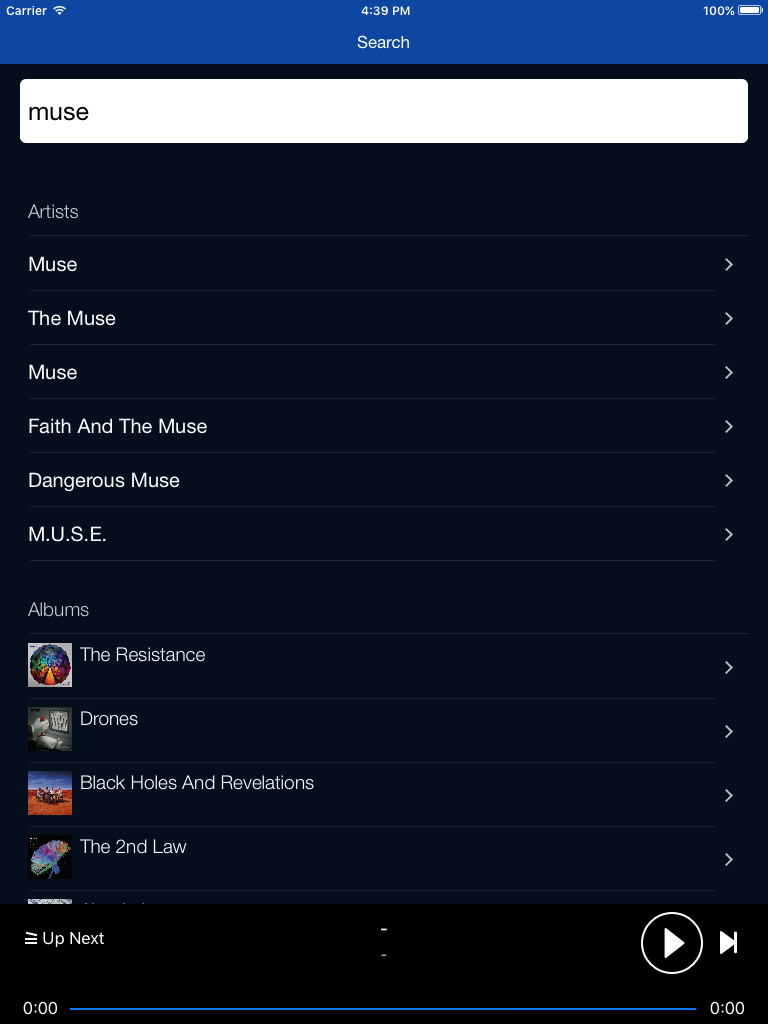 Carrier 4:39 PM 100%
Search
muse
Artists
Muse
The Muse
Muse
Faith And The Muse
Dangerous Muse
M.U.S.E.
Albums
The Resistance
Drones
Black Holes And Revelations
The 2nd Law
Up Next
-
-
0:00 0:00